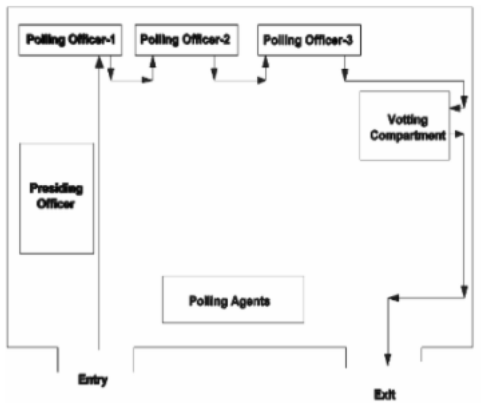 Polling Officer-1
Polling Officer-2
Polling Officer-3
Votting
Compartment
Presiding
Officer
Polling Agents
Entry
Exit